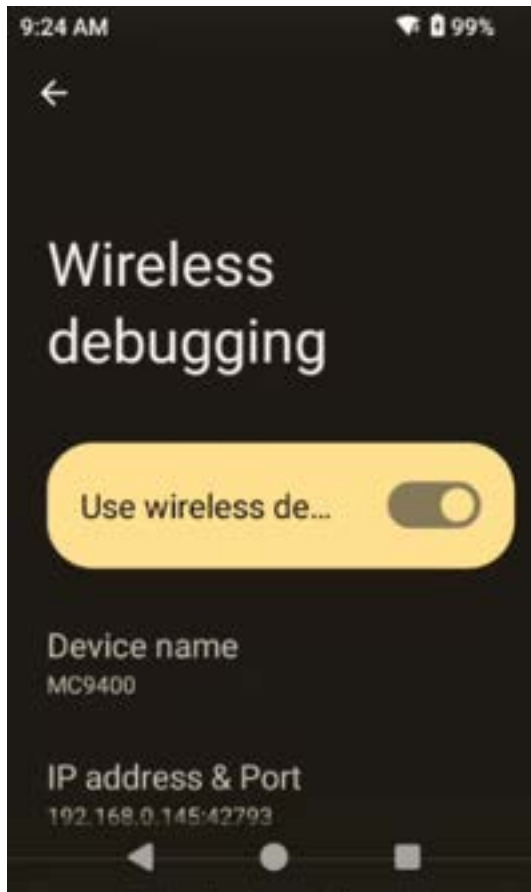 9:24 AM 99%
Wireless
debugging
Use wireless de...
Device name
MC9400
IP address & Port
192.168.0.145:42793